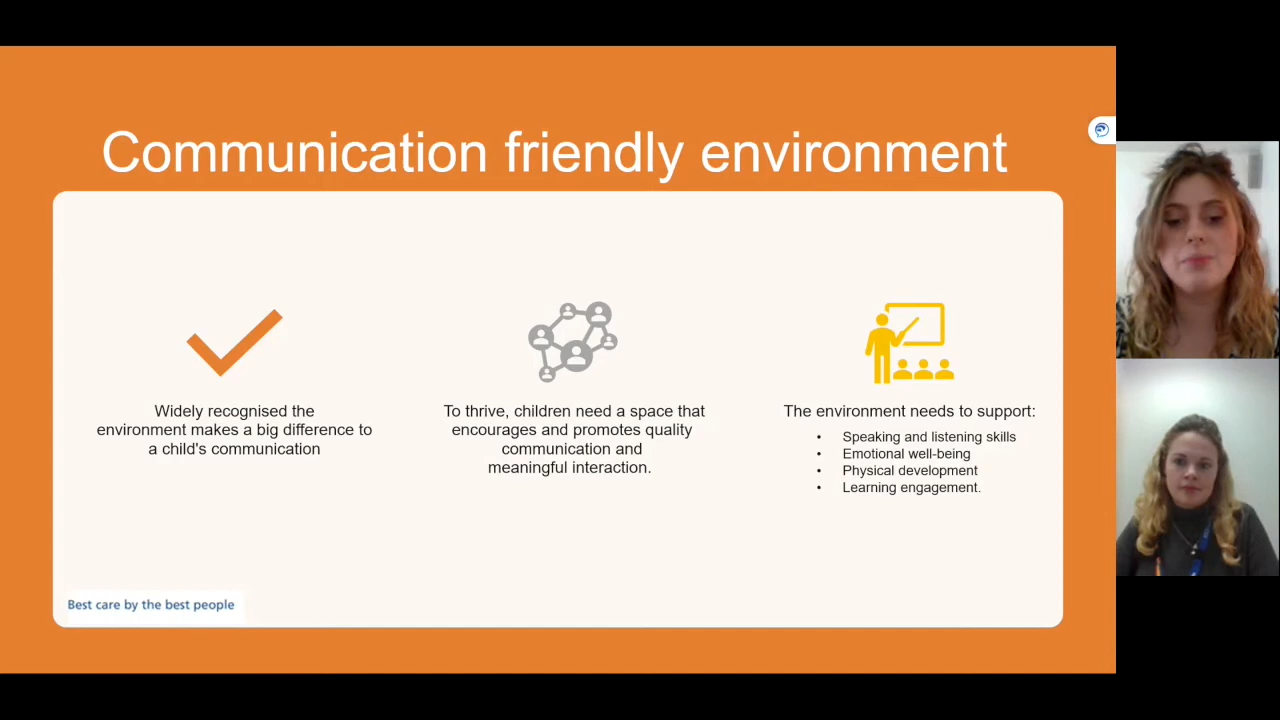 Communication friendly environment
Widely recognised the
environment makes a big difference to
a child's communication
To thrive, children need a space that
encourages and promotes quality
communication and
meaningful interaction.
The environment needs to support:
• Speaking and listening skills
• Emotional well-being
• Physical development
• Learning engagement.
Best care by the best people